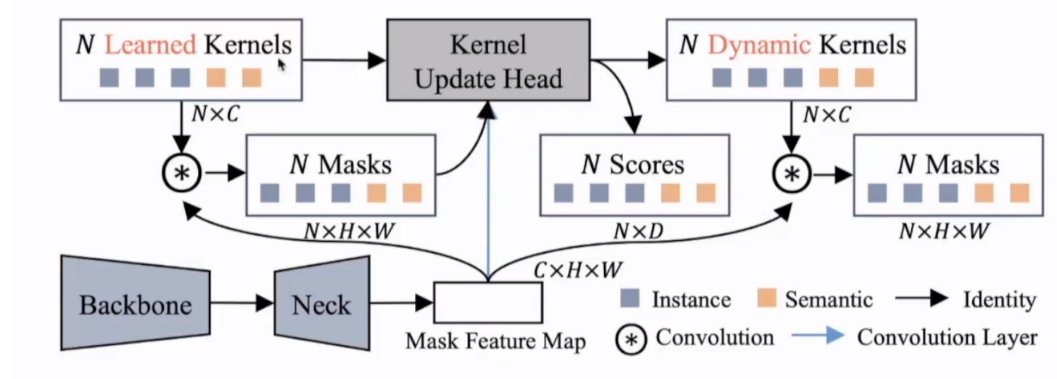 N Learned Kernels
Kernel
Update Head
N Dynamic Kernels
N×C
N×C
N Masks
N Scores
N Masks
N×H×W
N×D
N×H×W
C×H×W
Backbone
Neck
Mask Feature Map
Instance
Semantic
Identity
Convolution
Convolution Layer